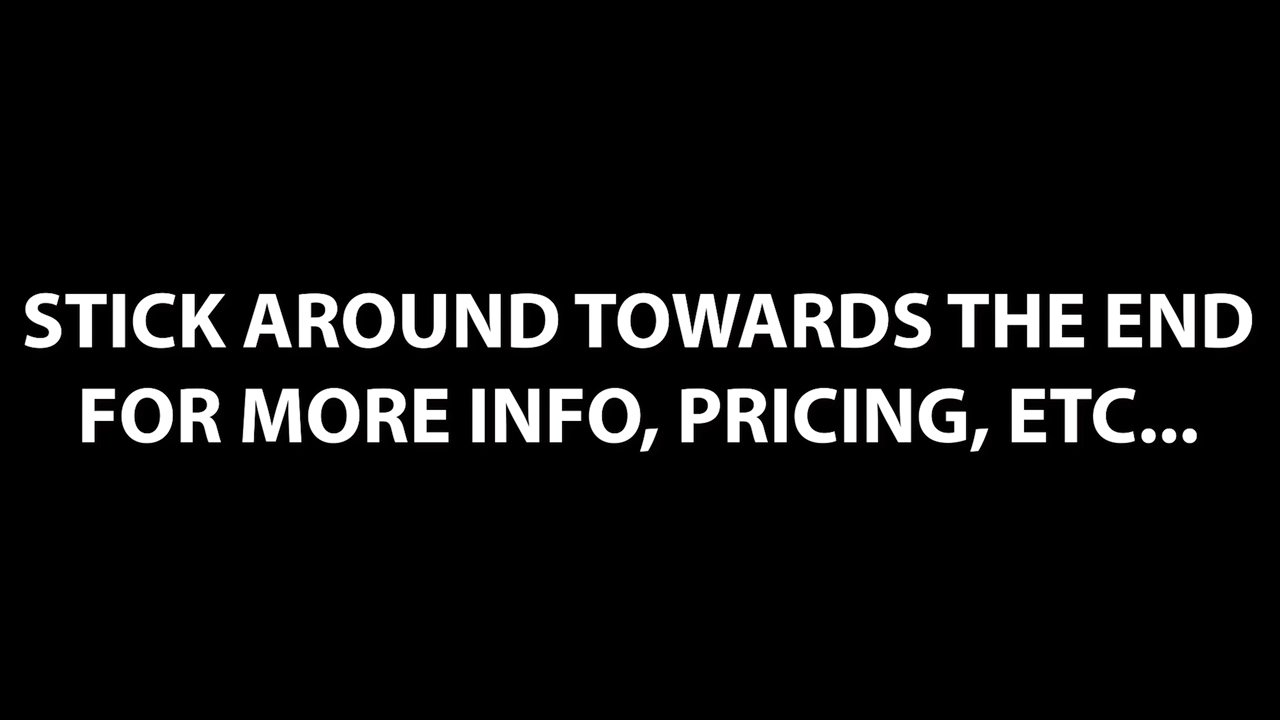 STICK AROUND TOWARDS THE END
FOR MORE INFO, PRICING, ETC...